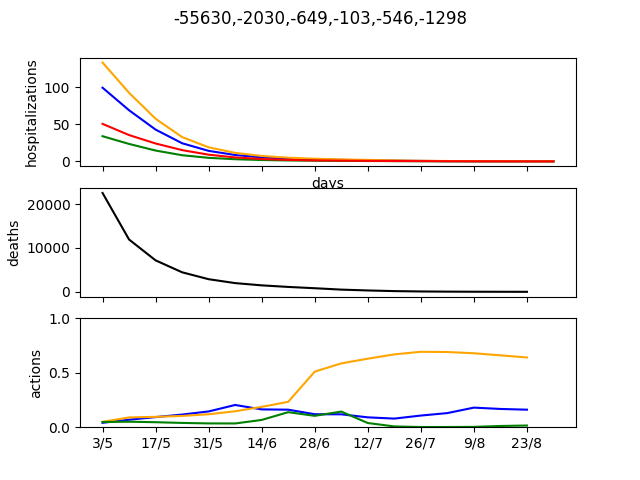 -55630,-2030,-649,-103,-546,-1298
hospitalizations
100
50
0
days
deaths
20000
10000
0
actions
1.0
0.5
0.0
3/5 17/5 31/5 14/6 28/6 12/7 26/7 9/8 23/8